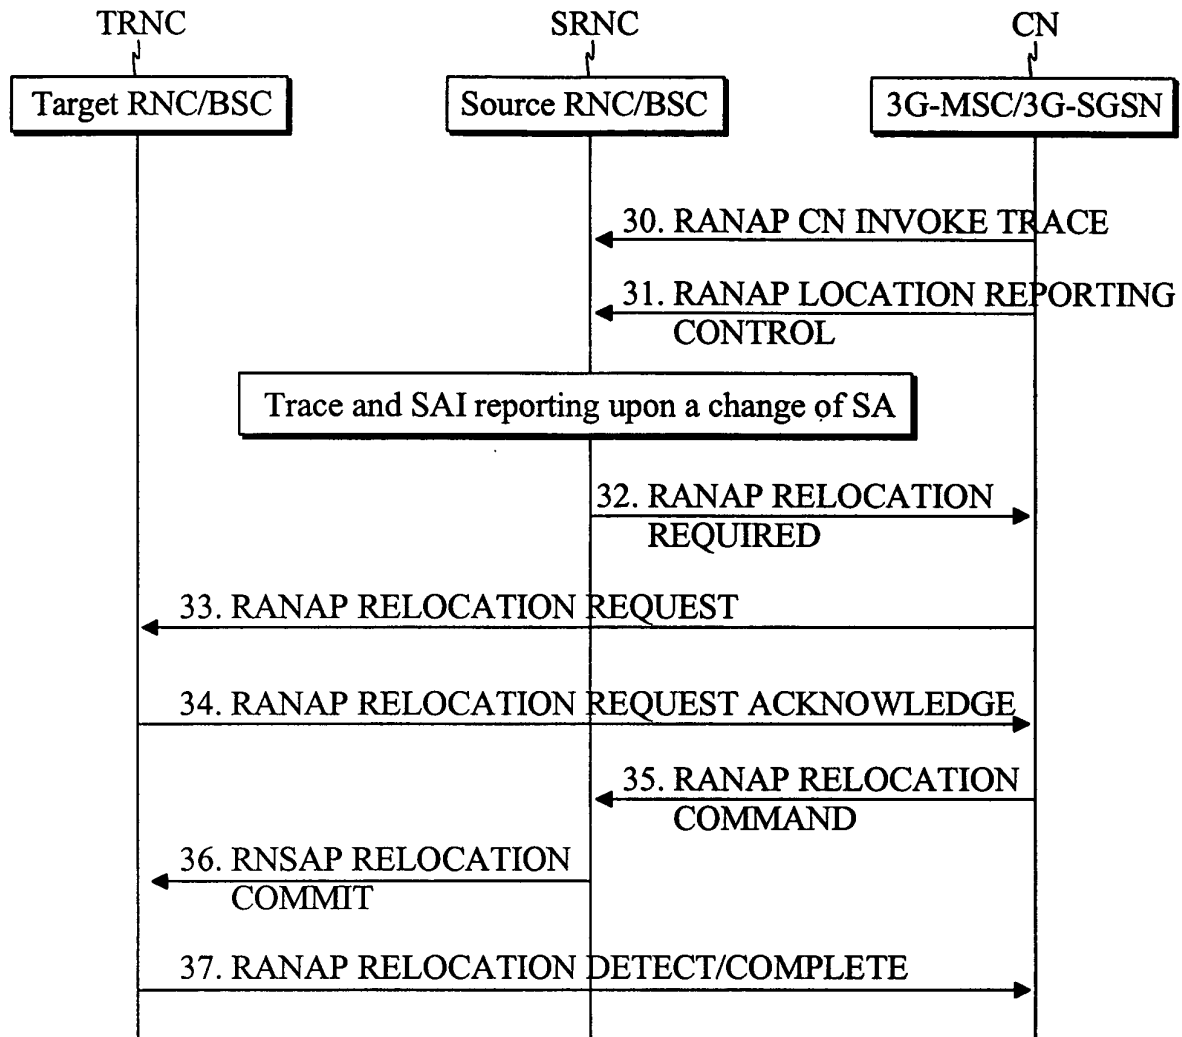 TRNC SRNC CN
Target RNC/BSC Source RNC/BSC 3G-MSC/3G-SGSN
30. RANAP CN INVOKE TRACE
31. RANAP LOCATION REPORTING
CONTROL
Trace and SAI reporting upon a change of SA
32. RANAP RELOCATION
REQUIRED
33. RANAP RELOCATION REQUEST
34. RANAP RELOCATION REQUEST ACKNOWLEDGE
35. RANAP RELOCATION
COMMAND
36. RNSAP RELOCATION
COMMIT
37. RANAP RELOCATION DETECT/COMPLETE